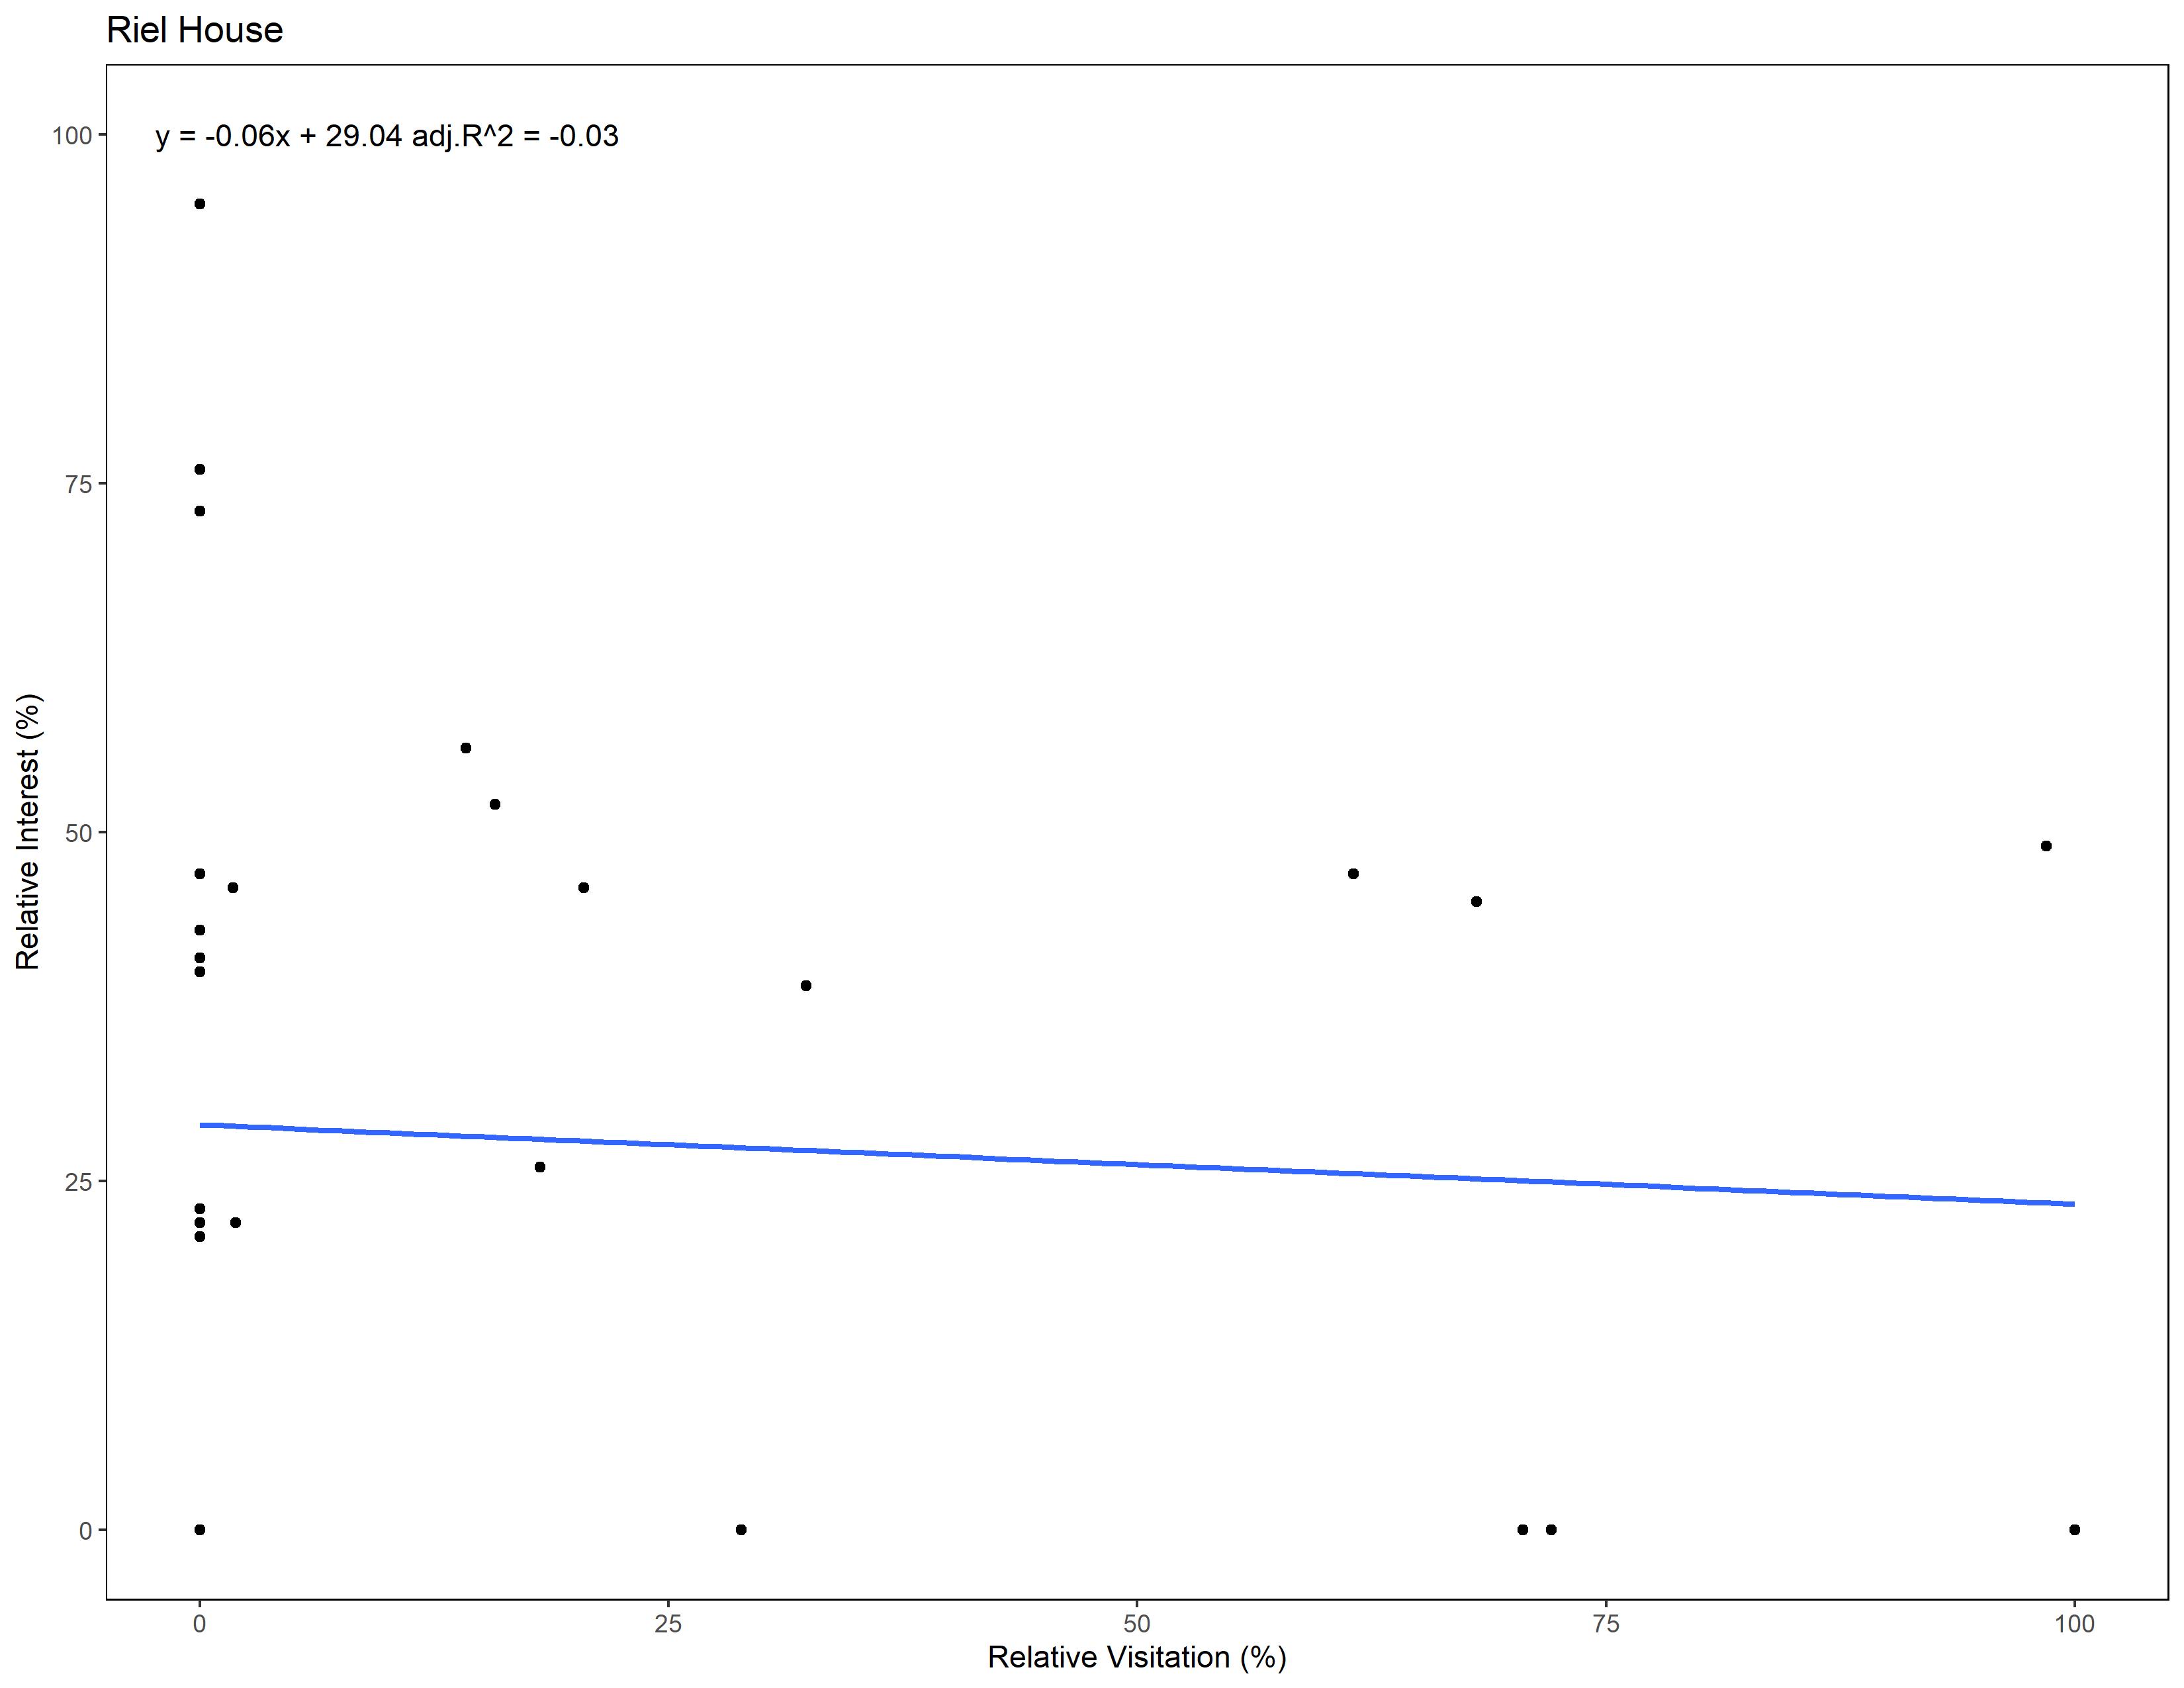 Riel House
y = -0.06x + 29.04 adj.R^2 = -0.03
100
75
50
25
0
Relative Interest (%)
0 25 50 75 100
Relative Visitation (%)